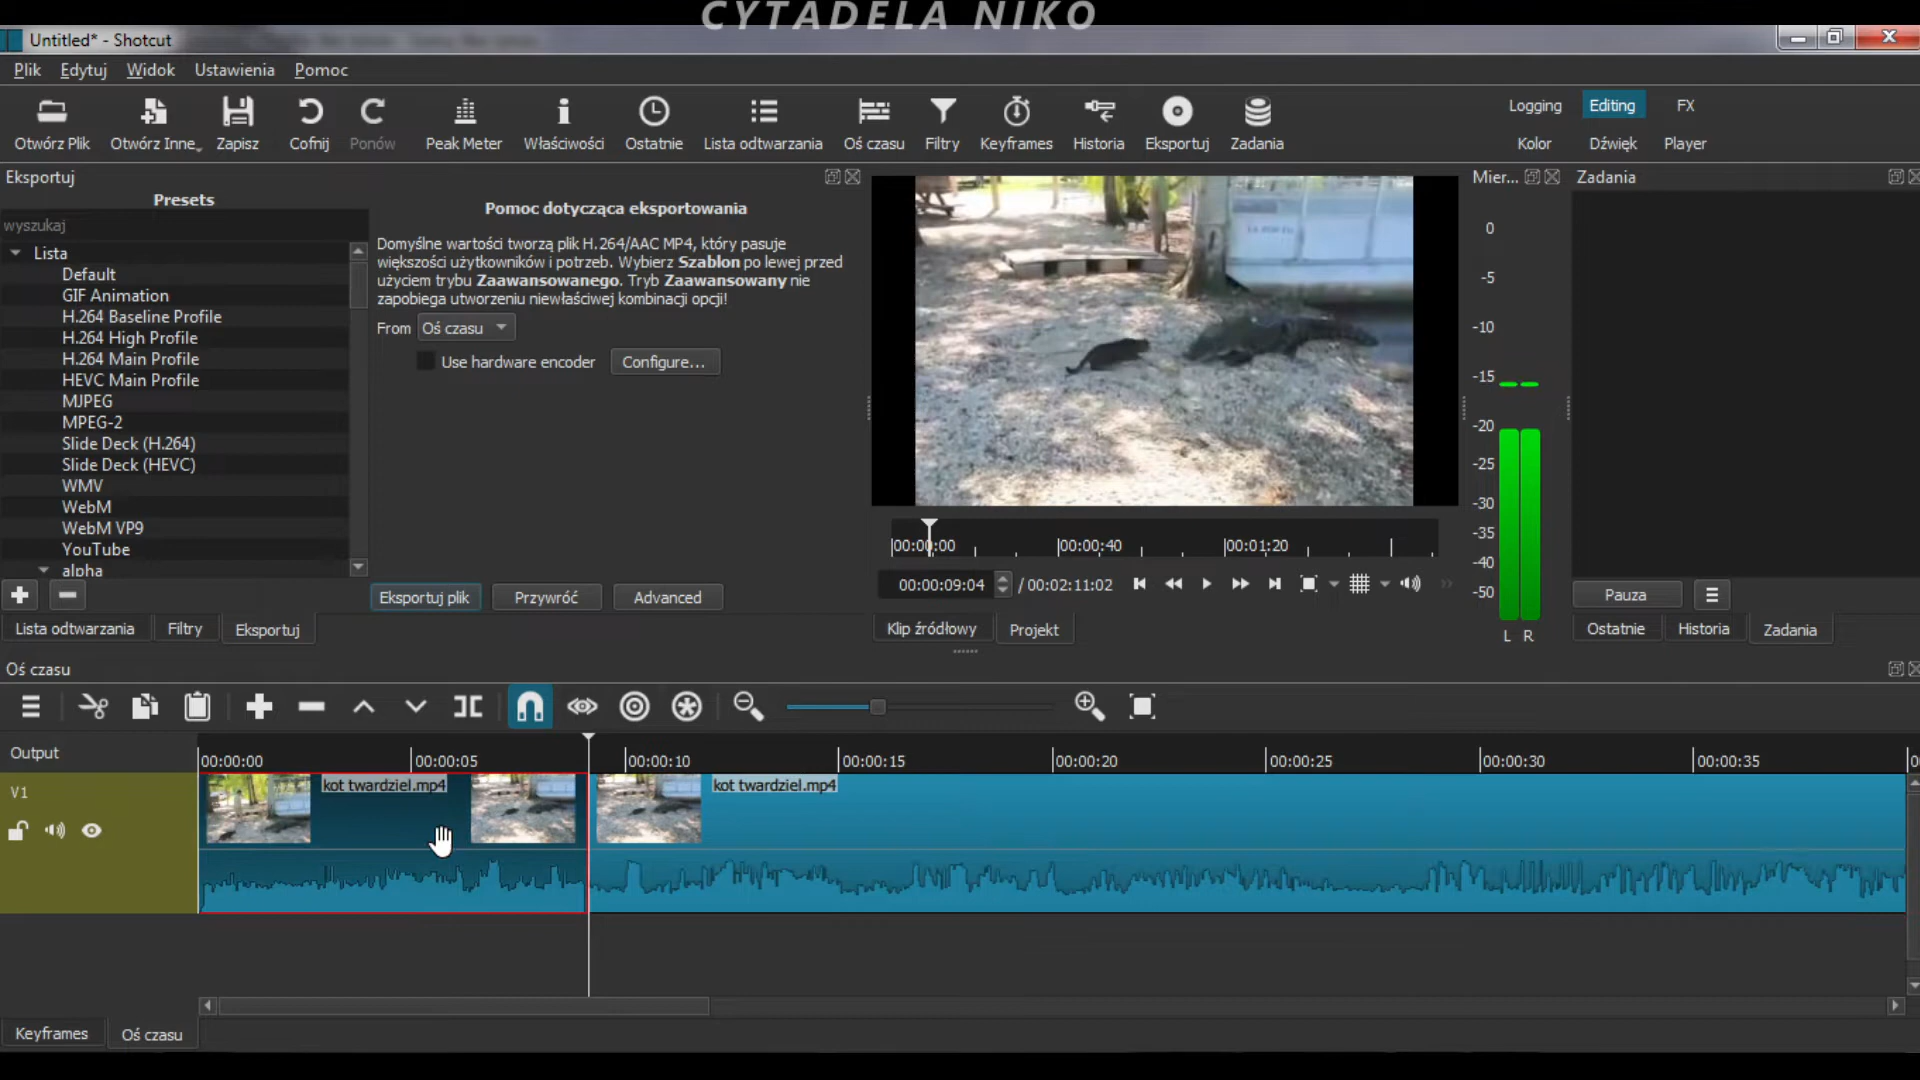 CYTADELA NIKO
Untitled* - Shotcut
Plik Edytuj Widok Ustawienia Pomoc
Otwórz Plik Otwórz Inne Zapisz Cofnij Ponów Peak Meter Właściwości Ostatnie Lista odtwarzania Oś czasu Filtry Keyframes Historia Eksportuj Zadania
Logging Editing FX
Kolor Dźwięk Player
Eksportuj
Presets
wyszukaj
Lista
Default
GIF Animation
H.264 Baseline Profile
H.264 High Profile
H.264 Main Profile
HEVC Main Profile
MJPEG
MPEG-2
Slide Deck (H.264)
Slide Deck (HEVC)
WMV
WebM
WebM VP9
YouTube
alpha
Pomoc dotycząca eksportowania
Domyślne wartości tworzą plik H.264/AAC MP4, który pasuje
większości użytkowników i potrzeb. Wybierz Szablon po lewej przed
użyciem trybu Zaawansowanego. Tryb Zaawansowany nie
zapobiega utworzeniu niewłaściwej kombinacji opcji!
From Oś czasu
Use hardware encoder Configure...
Eksportuj plik Przywróć Advanced
Lista odtwarzania Filtry Eksportuj
00:00:00 00:00:40 00:01:20
00:00:09:04 / 00:02:11:02
Klip źródłowy Projekt
Mier...
0
-5
-10
-15
-20
-25
-30
-35
-40
-50
L R
Zadania
Pauza
Ostatnie Historia Zadania
Oś czasu
Output
00:00:00 00:00:05 00:00:10 00:00:15 00:00:20 00:00:25 00:00:30 00:00:35
V1
kot twardziel.mp4 kot twardziel.mp4
Keyframes Oś czasu